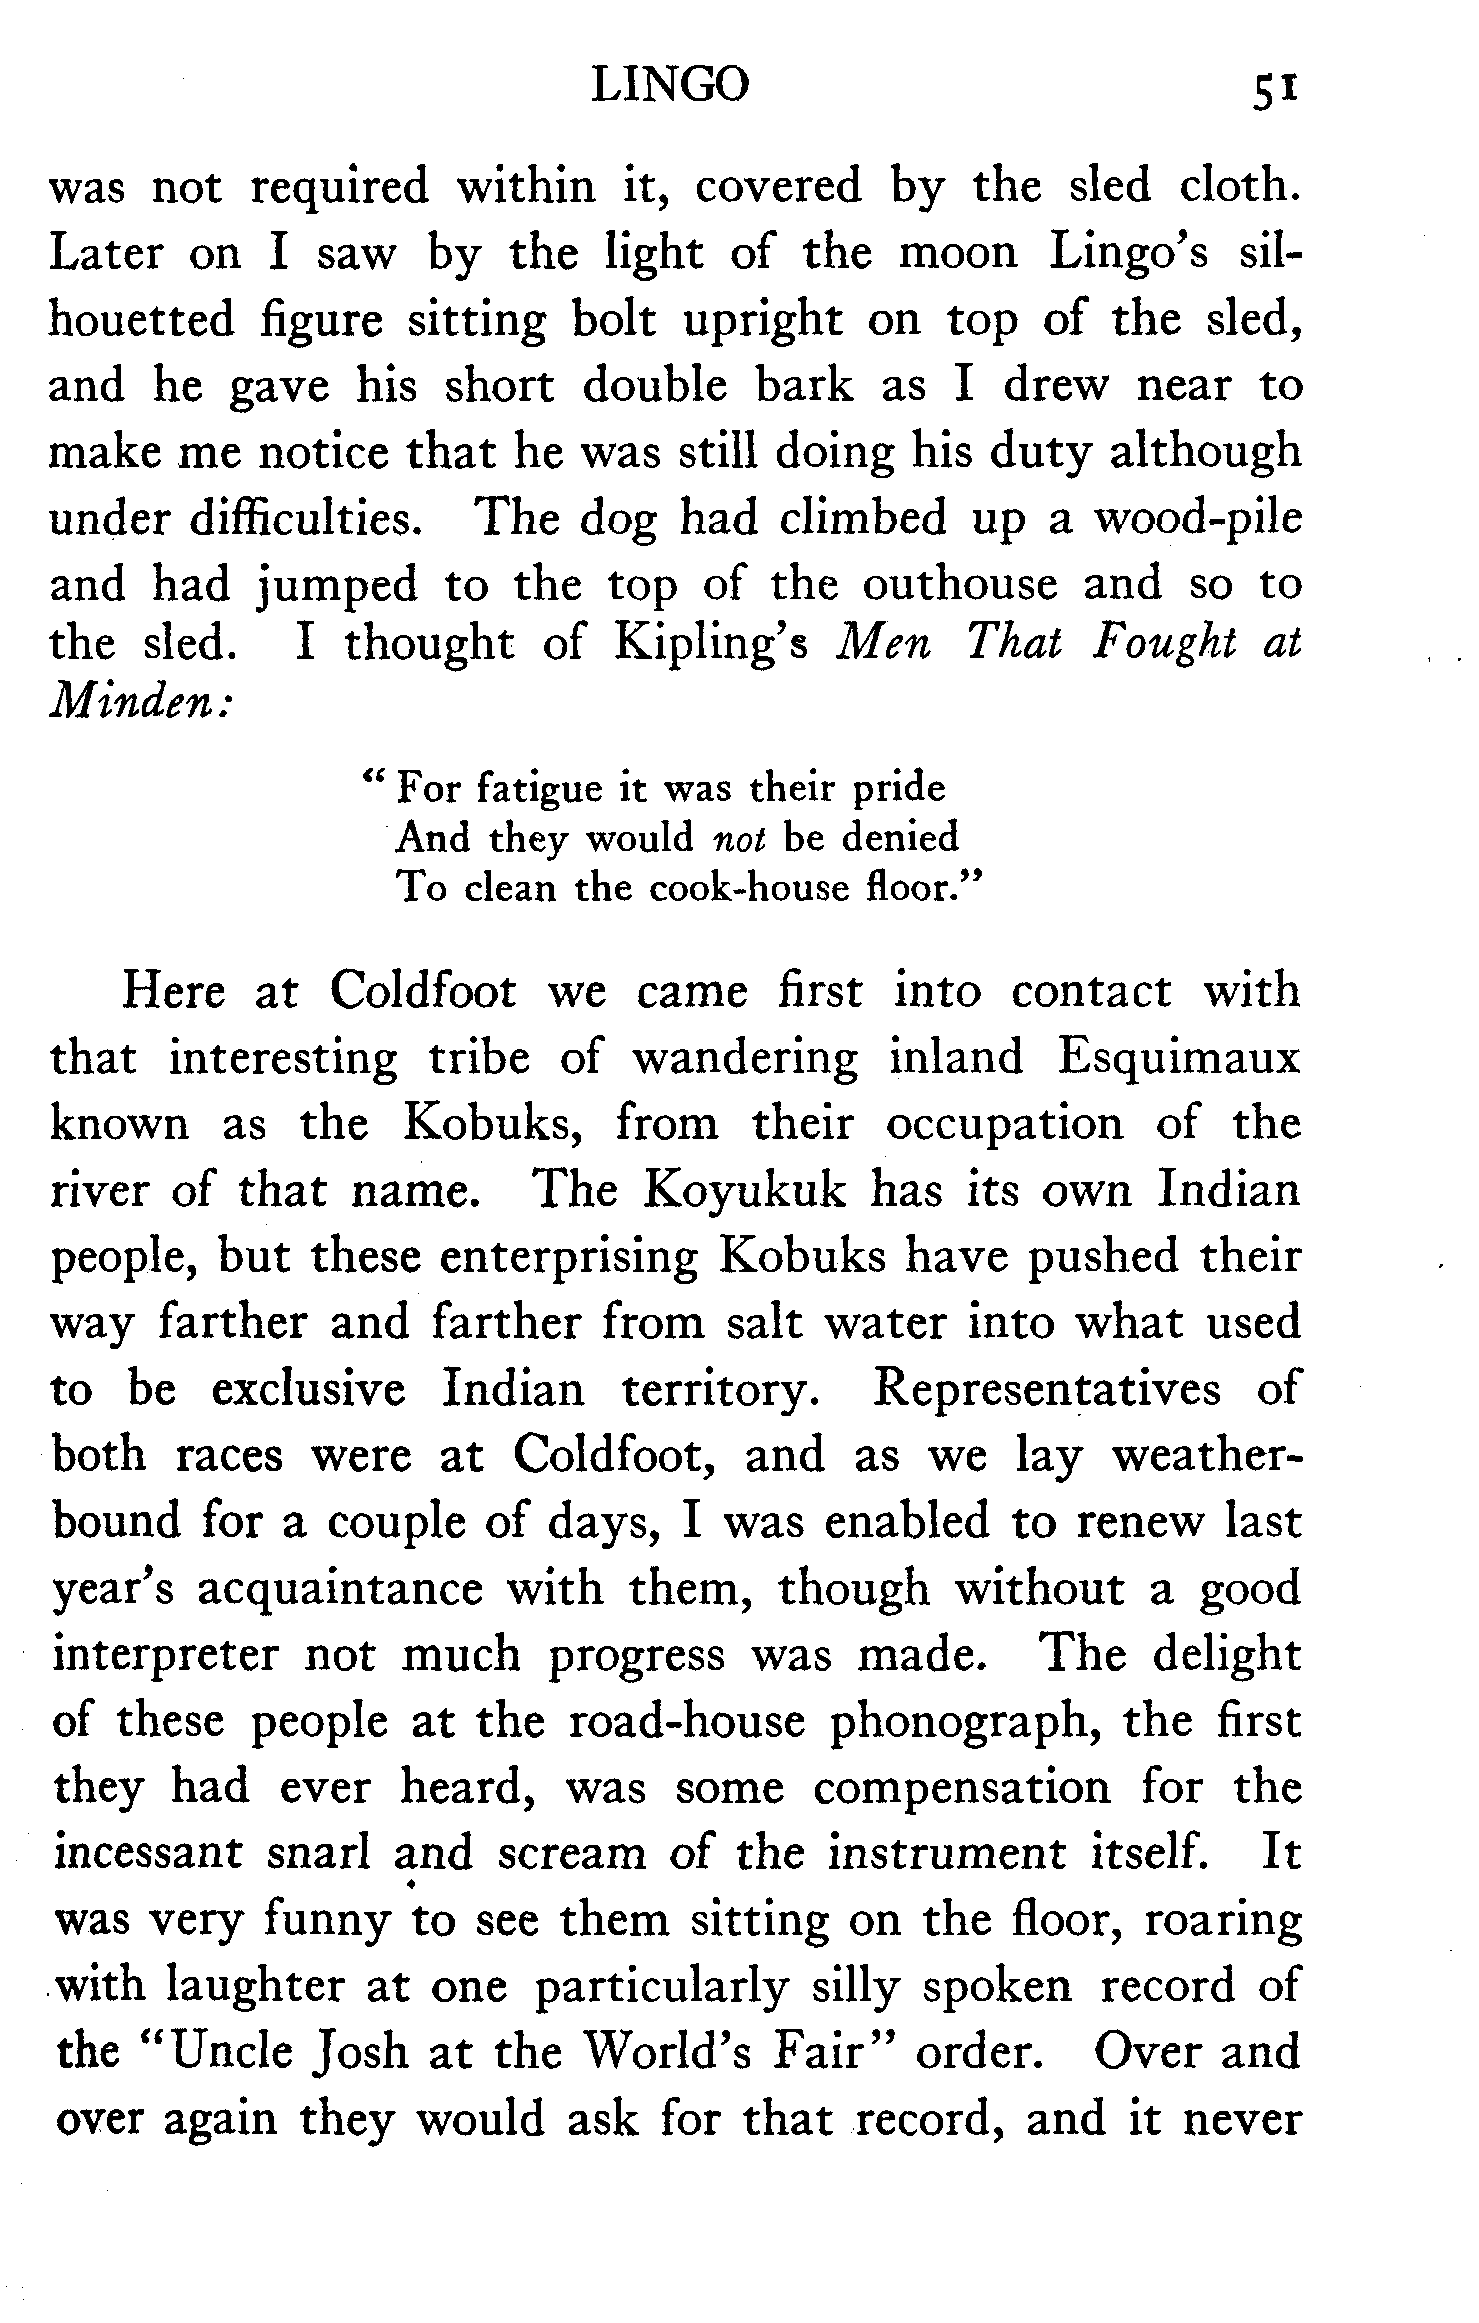 LINGO 51
was not required within it, covered by the sled cloth.
Later on I saw by the light of the moon Lingo's sil-
houetted figure sitting bolt upright on top of the sled,
and he gave his short double bark as I drew near to
make me notice that he was still doing his duty although
under difficulties. The dog had climbed up a wood-pile
and had jumped to the top of the outhouse and so to
the sled. I thought of Kipling's Men That Fought at
Minden:
“For fatigue it was their pride
And they would not be denied
To clean the cook-house floor.”
Here at Coldfoot we came first into contact with
that interesting tribe of wandering inland Esquimaux
known as the Kobuks, from their occupation of the
river of that name. The Koyukuk has its own Indian
people, but these enterprising Kobuks have pushed their
way farther and farther from salt water into what used
to be exclusive Indian territory. Representatives of
both races were at Coldfoot, and as we lay weather-
bound for a couple of days, I was enabled to renew last
year's acquaintance with them, though without a good
interpreter not much progress was made. The delight
of these people at the road-house phonograph, the first
they had ever heard, was some compensation for the
incessant snarl and scream of the instrument itself. It
was very funny to see them sitting on the floor, roaring
with laughter at one particularly silly spoken record of
the “Uncle Josh at the World's Fair” order. Over and
over again they would ask for that record, and it never